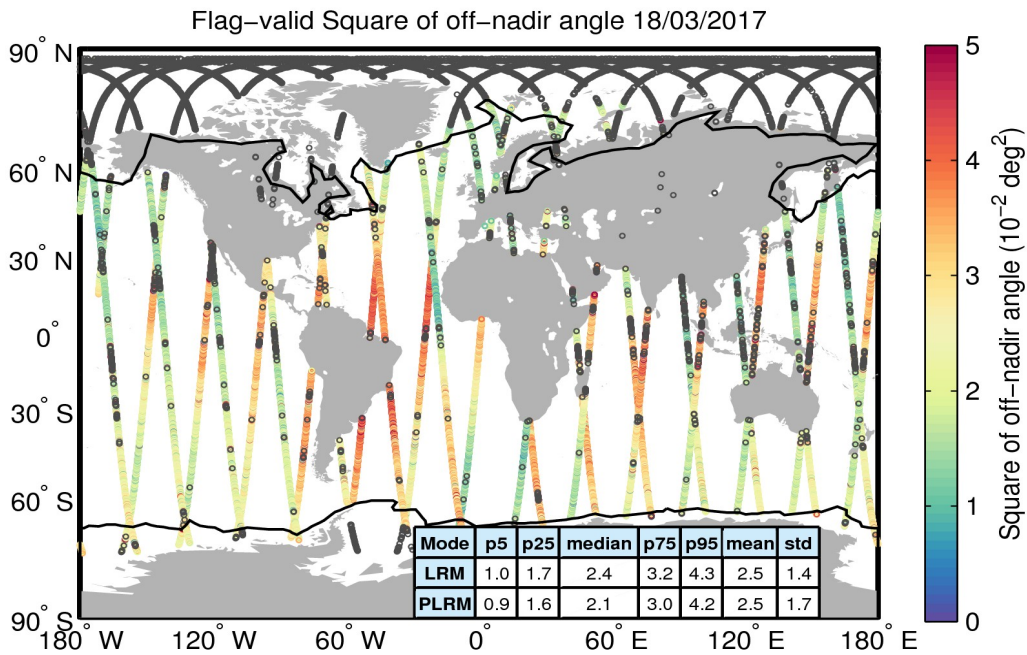 Flag−valid Square of off−nadir angle 18/03/2017
90° N
60° N
30° N
0°
30° S
60° S
90° S
180° W
120° W
60° W
0°
60° E
120° E
180° E
Mode p5 p25 median p75 p95 mean std
LRM 1.0 1.7 2.4 3.2 4.3 2.5 1.4
PLRM 0.9 1.6 2.1 3.0 4.2 2.5 1.7
5
4
3
2
1
0
Square of off−nadir angle (10⁻² deg²)